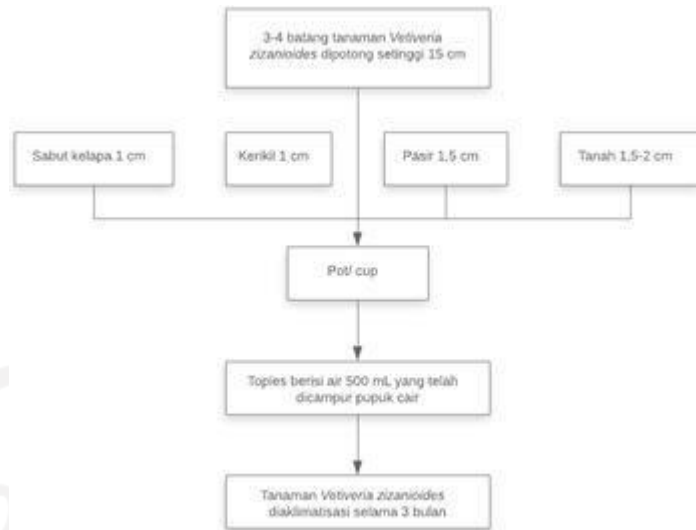 3-4 batang tanaman Vetiveria
zizanioides dipotong setinggi 15 cm
Sabut kelapa 1 cm
Kerikil 1 cm
Pasir 1,5 cm
Tanah 1,5-2 cm
Pot/ cup
Toples berisi air 500 mL yang telah
dicampur pupuk cair
Tanaman Vetiveria zizanioides
diaklimatisasi selama 3 bulan